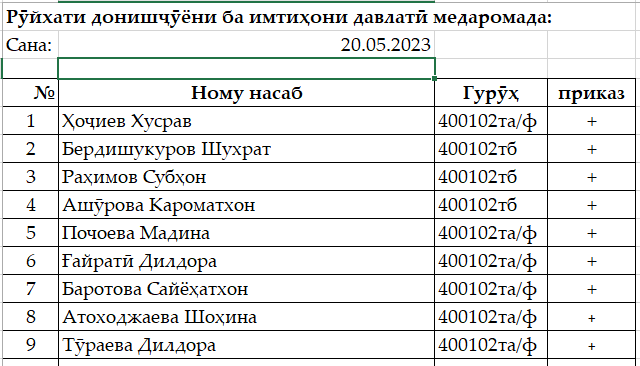 Рӯйхати донишҷӯёни ба имтиҳони давлатӣ медаромада:
Сана: 20.05.2023
№ Ному насаб Гурӯҳ приказ
1 Ҳоҷиев Хусрав 400102та/ф +
2 Бердишукуров Шухрат 400102тб +
3 Раҳимов Субҳон 400102тб +
4 Ашӯрова Кароматхон 400102тб +
5 Почоева Мадина 400102та/ф +
6 Ғайратӣ Дилдора 400102та/ф +
7 Баротова Сайёҳатхон 400102та/ф +
8 Атоходжаева Шоҳина 400102та/ф +
9 Тӯраева Дилдора 400102та/ф +